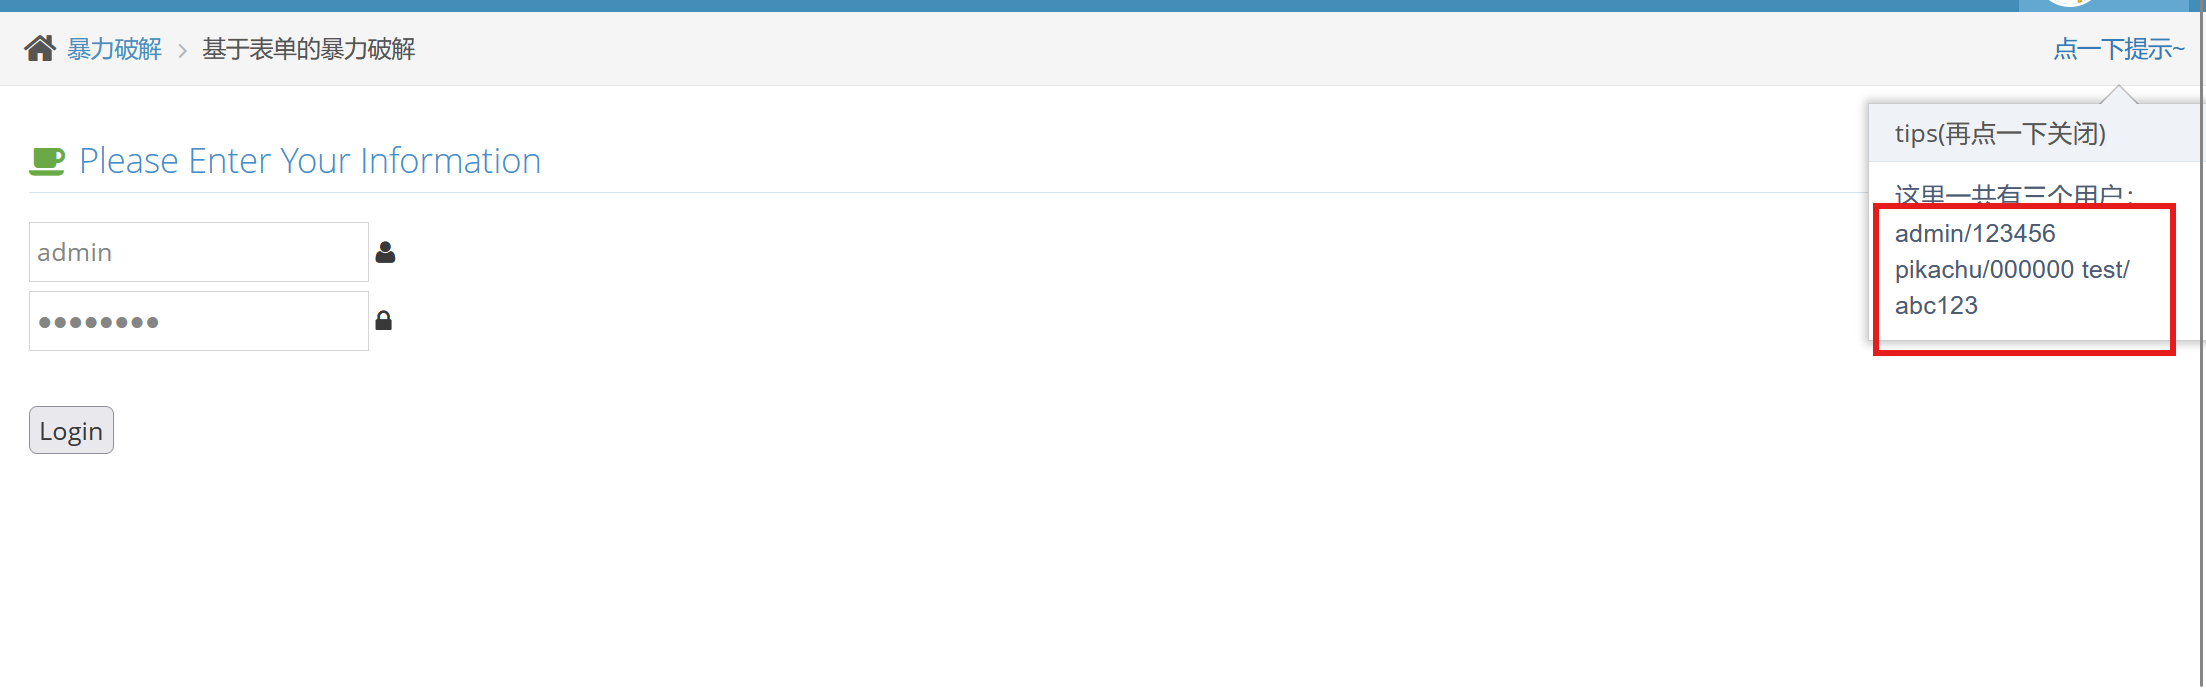 暴力破解 > 基于表单的暴力破解
点一下提示~
tips(再点一下关闭)
Please Enter Your Information
这里一共有三个用户：
admin/123456
pikachu/000000 test/
abc123
admin
••••••••
Login